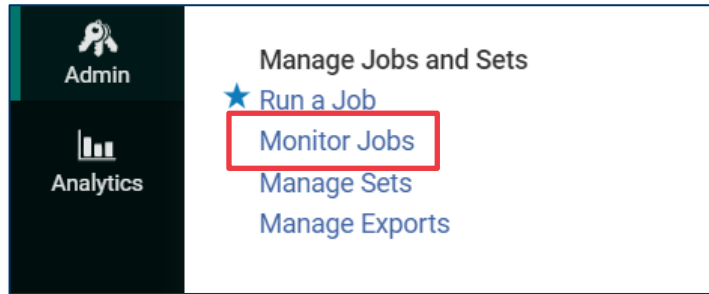 Admin
Analytics
Manage Jobs and Sets
Run a Job
Monitor Jobs
Manage Sets
Manage Exports